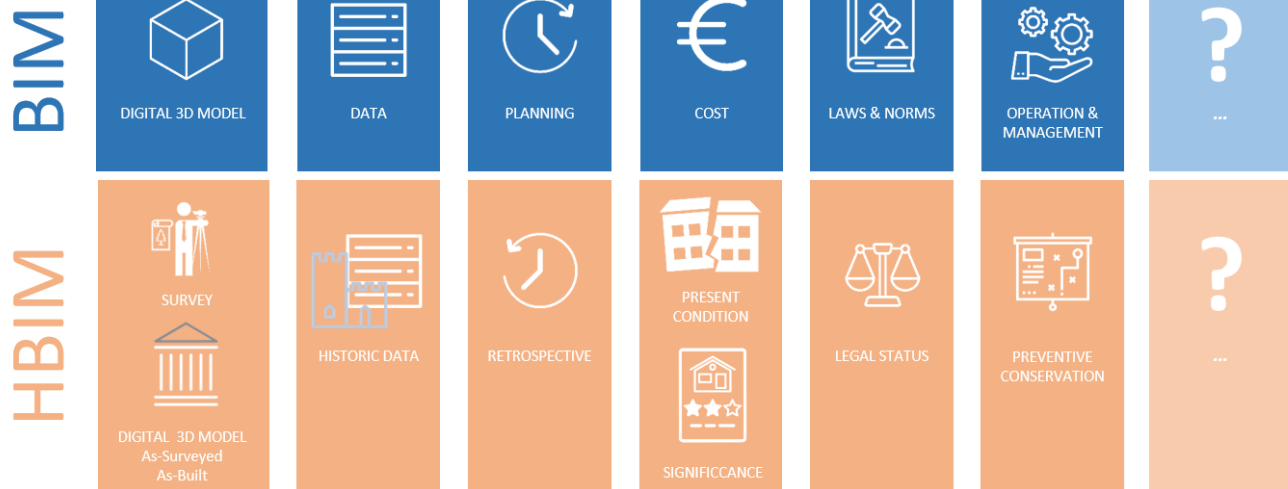 BIM
DIGITAL 3D MODEL
DATA
PLANNING
€
COST
LAWS & NORMS
OPERATION &
MANAGEMENT
?
...
HBIM
SURVEY
DIGITAL 3D MODEL
As-Surveyed
As-Built
HISTORIC DATA
RETROSPECTIVE
PRESENT
CONDITION
SIGNIFICCANCE
LEGAL STATUS
PREVENTIVE
CONSERVATION
?
...